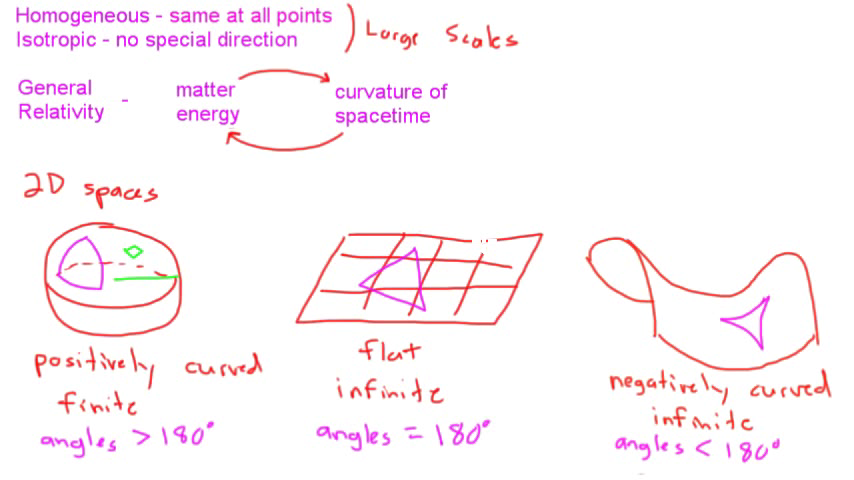 Homogeneous - same at all points
Isotropic - no special direction
Large Scales
General Relativity -
matter energy
curvature of spacetime
2D spaces
positively curved
finite
angles > 180°
flat
infinite
angles = 180°
negatively curved
infinite
angles < 180°